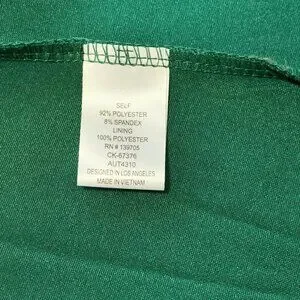 SELF
92% POLYESTER
8% SPANDEX
LINING
100% POLYESTER
RN # 139705
CK-67376
AUT4310
DESIGNED IN LOS ANGELES
MADE IN VIETNAM